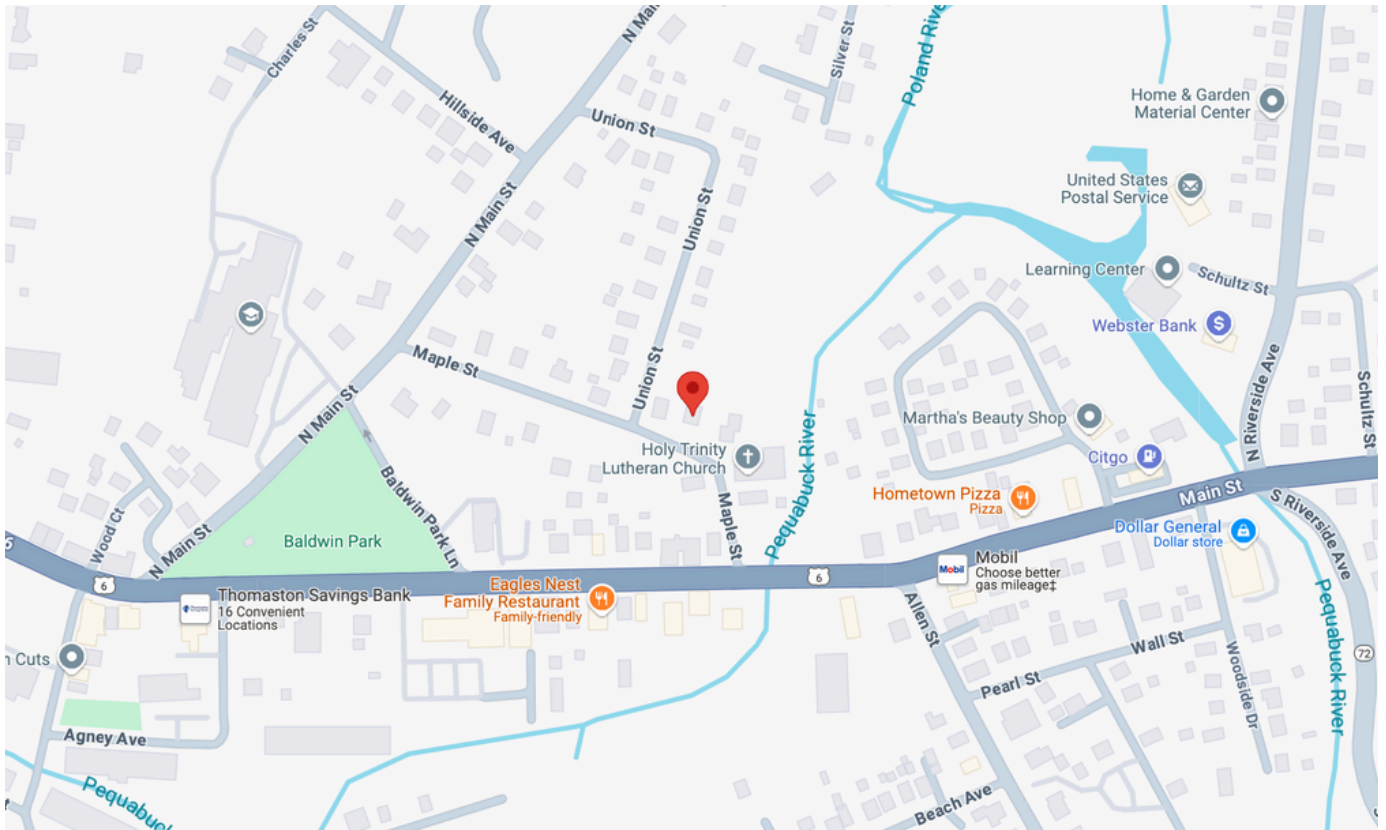 Charles St
N Main St
Silver St
Poland River
Hillside Ave
Union St
Home & Garden
Material Center
United States
Postal Service
N Main St
Union St
Learning Center
Schultz St
Webster Bank
Maple St
Union St
N Riverside Ave
Schultz St
N Main St
Martha's Beauty Shop
Holy Trinity
Lutheran Church
Citgo
Pequabuck River
Baldwin Park Ln
Hometown Pizza
Pizza
Main St
S Riverside Ave
Maple St
Wood Ct
N Main St
Baldwin Park
Dollar General
Dollar store
6
6
6
Mobil
Mobil
Choose better
gas mileage‡
Thomaston Savings Bank
16 Convenient
Locations
Eagles Nest
Family Restaurant
Family-friendly
Allen St
Pequabuck River
Wall St
Woodside Dr
72
n Cuts
Pearl St
Agney Ave
Pequabuck
Beach Ave